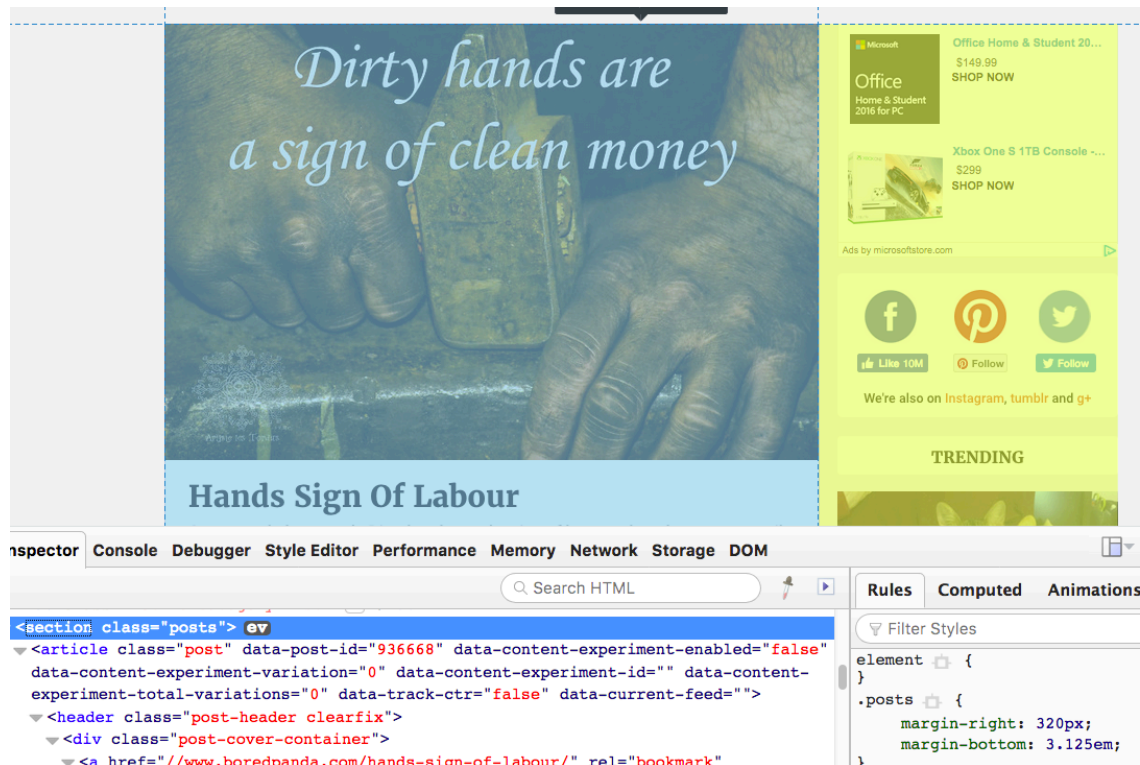 Dirty hands are
a sign of clean money
Microsoft
Office
Home & Student
2016 for PC
Office Home & Student 20...
$149.99
SHOP NOW
Xbox One S 1TB Console -...
$299
SHOP NOW
Ads by microsoftstore.com
Like 10M
Follow
Follow
We're also on Instagram, tumblr and g+
TRENDING
Hands Sign Of Labour
nspector Console Debugger Style Editor Performance Memory Network Storage DOM
Search HTML
Rules Computed Animations
Filter Styles
<section class="posts"> ev
<article class="post" data-post-id="936668" data-content-experiment-enabled="false"
data-content-experiment-variation="0" data-content-experiment-id="" data-content-
experiment-total-variations="0" data-track-ctr="false" data-current-feed="">
<header class="post-header clearfix">
<div class="post-cover-container">
<a href="//www.boredpanda.com/hands-sign-of-labour/" rel="bookmark"
element {
}
.posts {
margin-right: 320px;
margin-bottom: 3.125em;
}